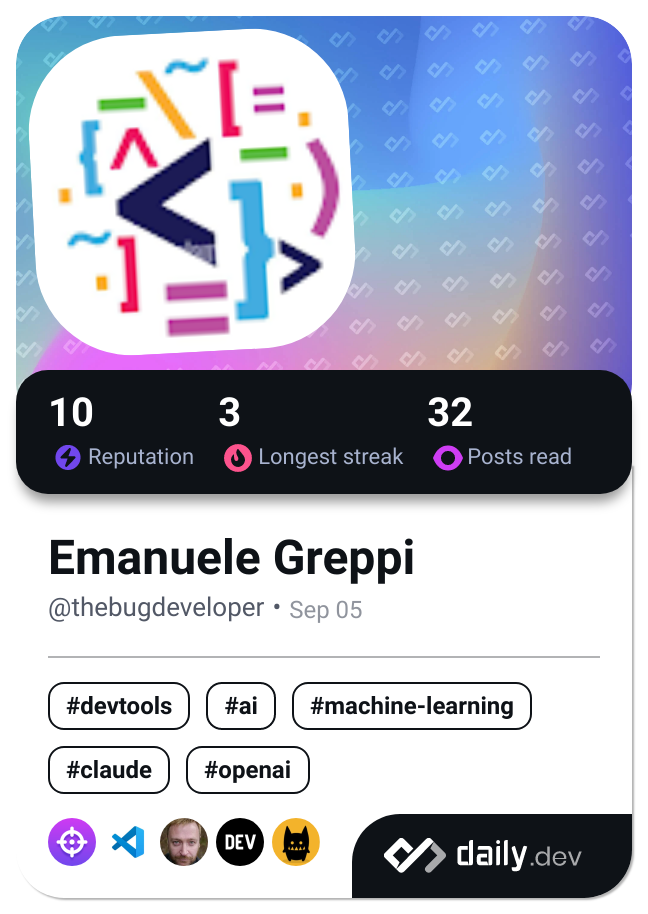 10 3 32
Reputation Longest streak Posts read
Emanuele Greppi
@thebugdeveloper • Sep 05
#devtools #ai #machine-learning
#claude #openai
DEV
daily.dev